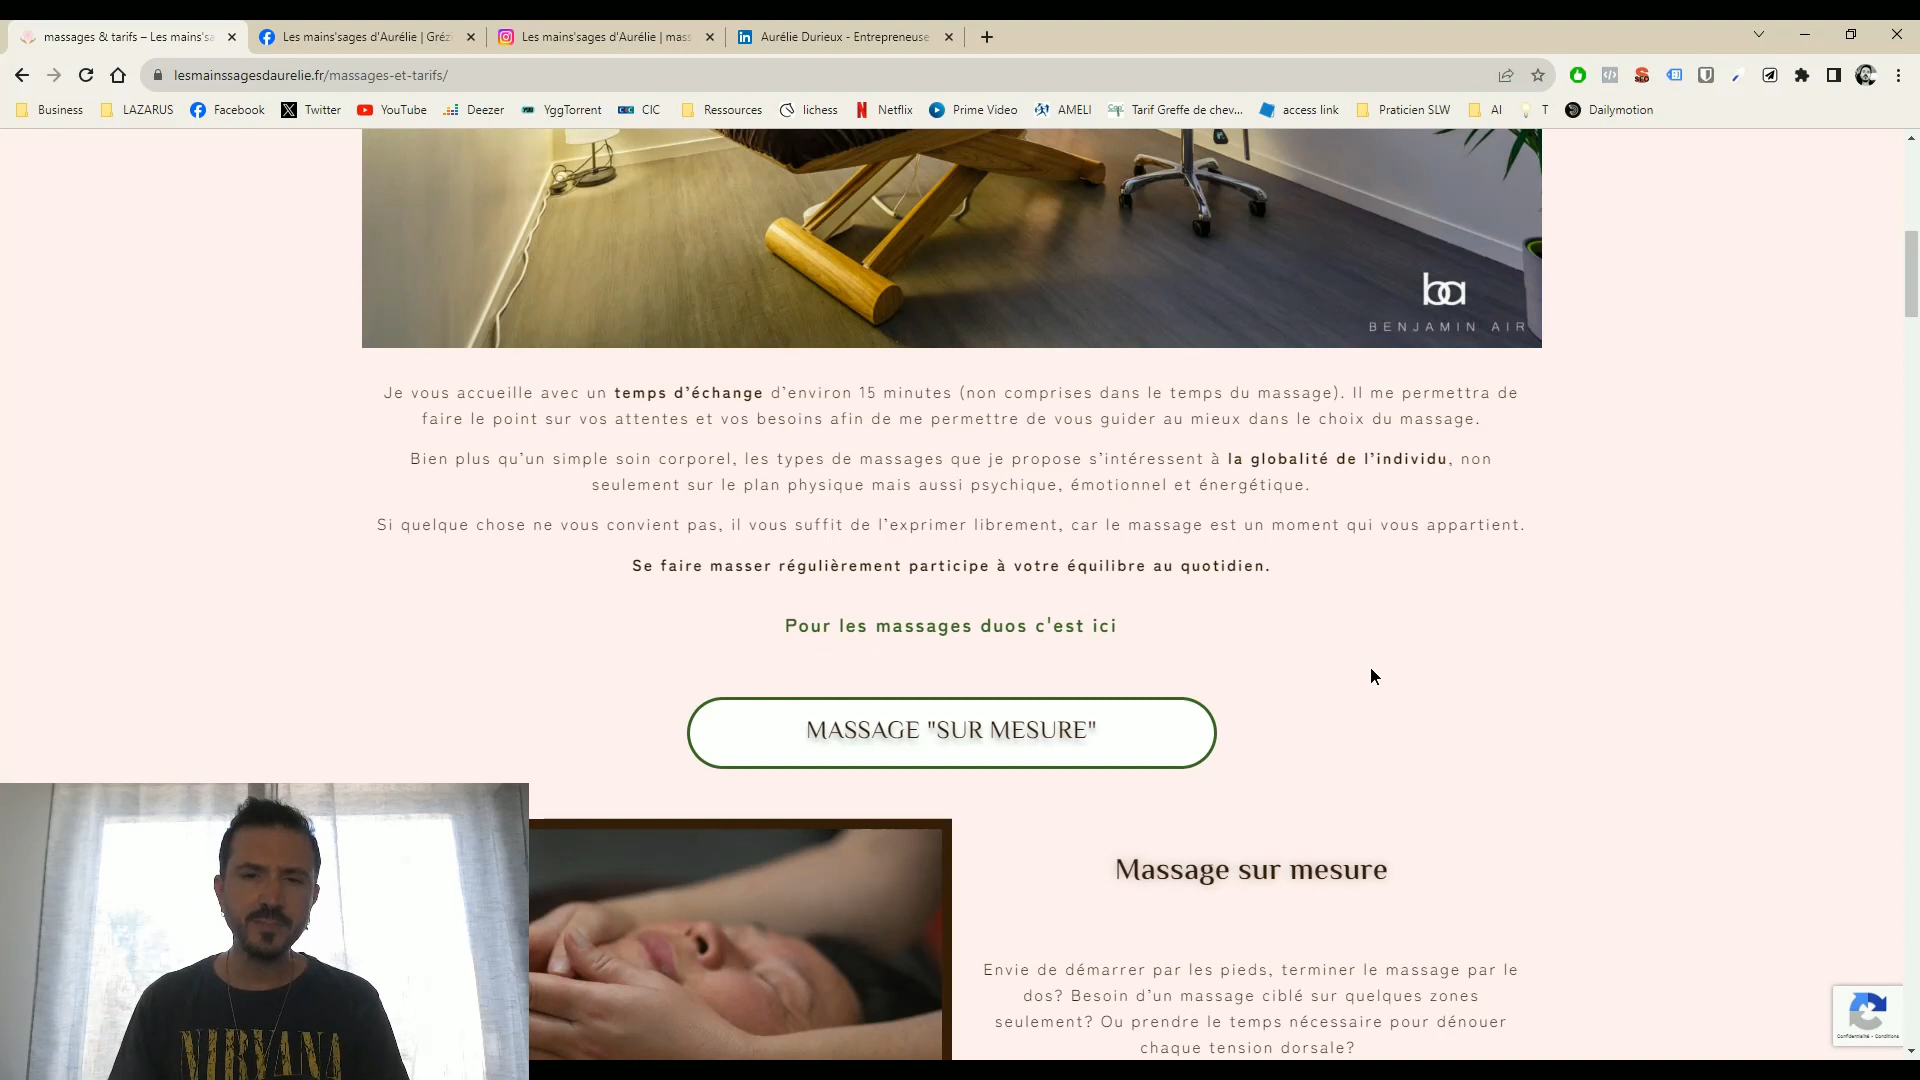 massages & tarifs – Les mains'sa
Les mains'sages d'Aurélie | Gréz
Les mains'sages d'Aurélie | mass
Aurélie Durieux - Entrepreneuse
lesmainssagesdaurelie.fr/massages-et-tarifs/
Business
LAZARUS
Facebook
Twitter
YouTube
Deezer
YggTorrent
CIC
Ressources
lichess
Netflix
Prime Video
AMELI
Tarif Greffe de chev...
access link
Praticien SLW
AI
T
Dailymotion
ba
BENJAMIN AIR
Je vous accueille avec un temps d’échange d’environ 15 minutes (non comprises dans le temps du massage). Il me permettra de
faire le point sur vos attentes et vos besoins afin de me permettre de vous guider au mieux dans le choix du massage.
Bien plus qu’un simple soin corporel, les types de massages que je propose s’intéressent à la globalité de l’individu, non
seulement sur le plan physique mais aussi psychique, émotionnel et énergétique.
Si quelque chose ne vous convient pas, il vous suffit de l’exprimer librement, car le massage est un moment qui vous appartient.
Se faire masser régulièrement participe à votre équilibre au quotidien.
Pour les massages duos c'est ici
MASSAGE "SUR MESURE"
Massage sur mesure
Envie de démarrer par les pieds, terminer le massage par le
dos? Besoin d’un massage ciblé sur quelques zones
seulement? Ou prendre le temps nécessaire pour dénouer
chaque tension dorsale?
NIRVANA
Confidentialité - Conditions